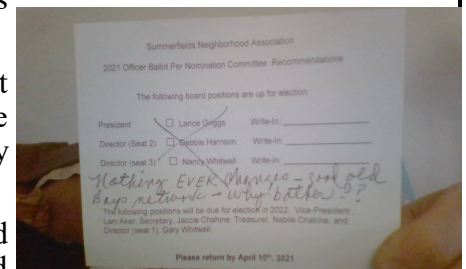 Summerfields Neighborhood Association
2021 Officer Ballot Per Nomination Committee Recommendations
The following board positions are up for election
President ☐ Lance Griggs Write-In:
Director (Seat 2) ☐ Debbie Harrison Write-In:
Director (seat 3) ☐ Nancy Whitwell Write-In:
Nothing EVER changes - good old
Boys network - why bother??
The following positions will be due for election in 2022: Vice-President,
Lani Aker; Secretary, Jaccie Chahine; Treasurer, Nabile Chahine; and
Director (seat 1), Gary Whitwell.
Please return by April 10th, 2021